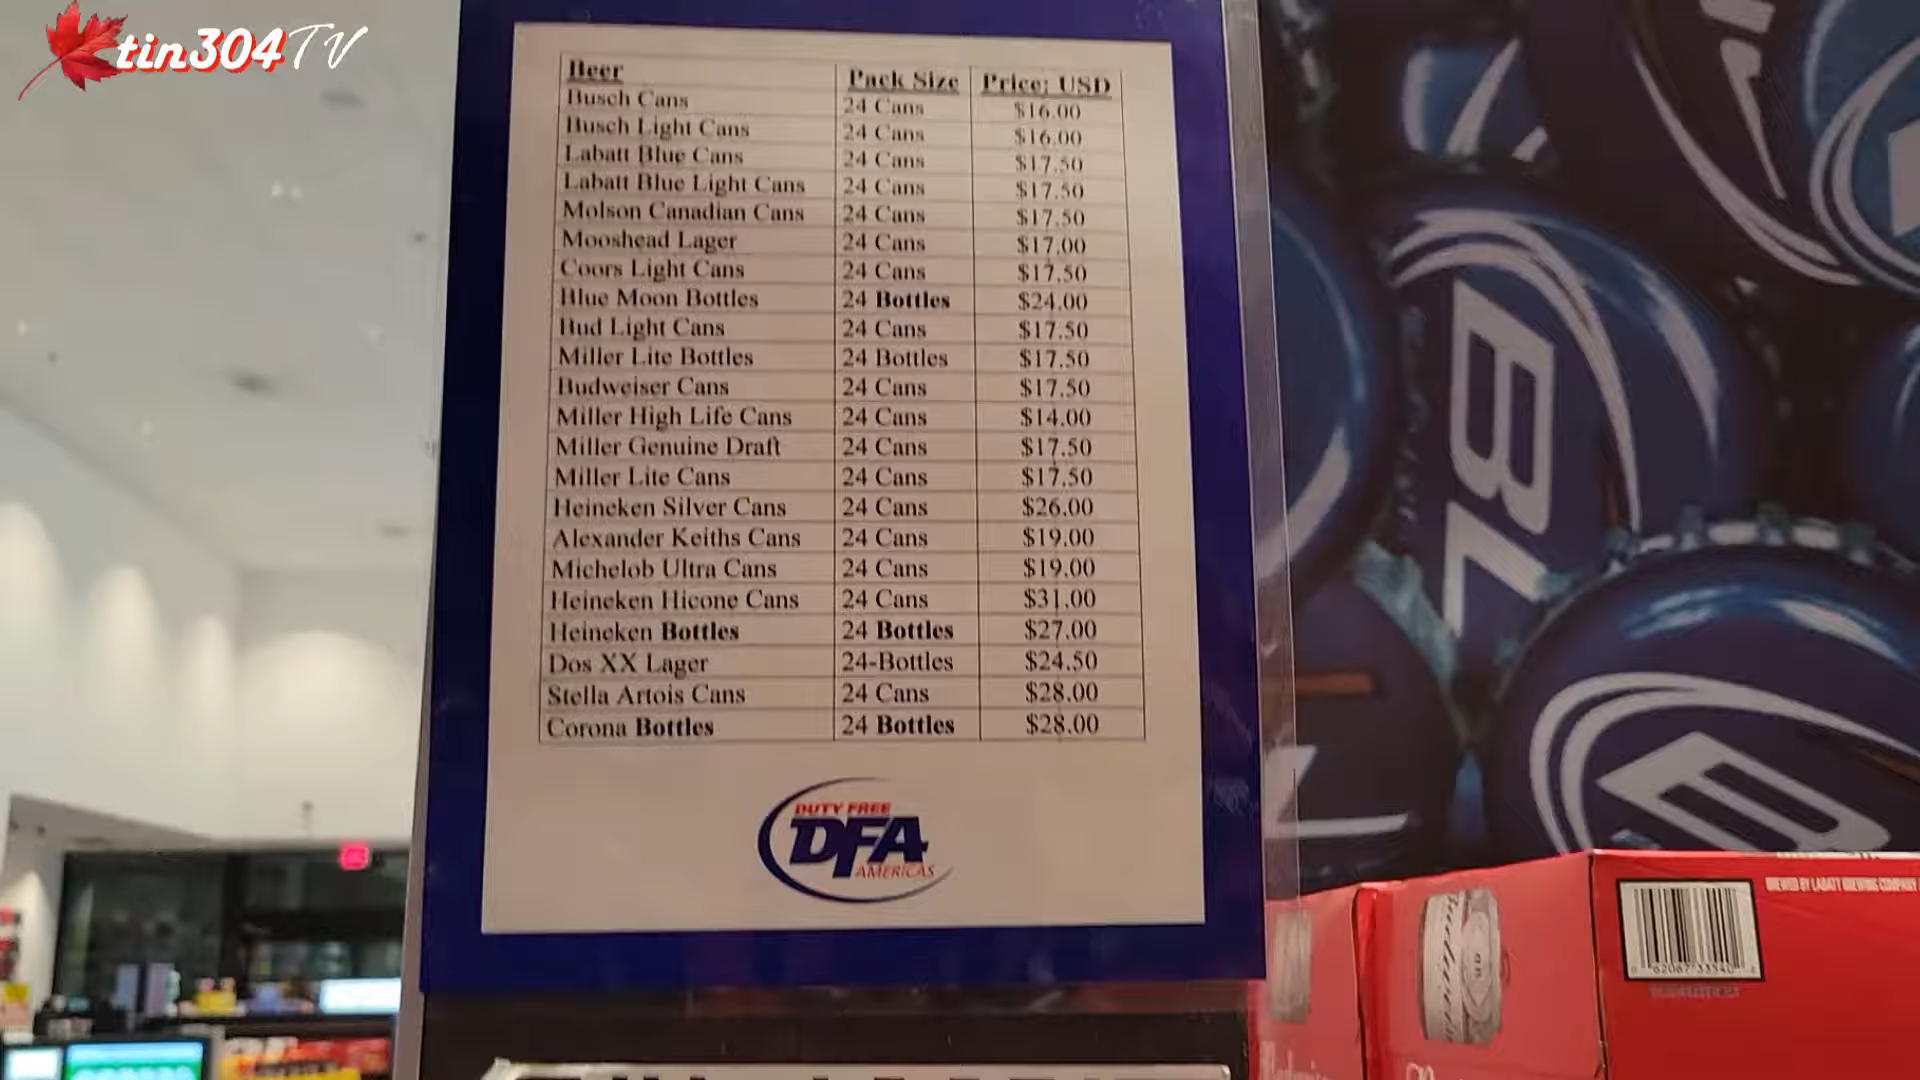 tin304TV
Beer Pack Size Price: USD
Busch Cans 24 Cans $16.00
Busch Light Cans 24 Cans $16.00
Labatt Blue Cans 24 Cans $17.50
Labatt Blue Light Cans 24 Cans $17.50
Molson Canadian Cans 24 Cans $17.50
Mooshead Lager 24 Cans $17.00
Coors Light Cans 24 Cans $17.50
Blue Moon Bottles 24 Bottles $24.00
Bud Light Cans 24 Cans $17.50
Miller Lite Bottles 24 Bottles $17.50
Budweiser Cans 24 Cans $17.50
Miller High Life Cans 24 Cans $14.00
Miller Genuine Draft 24 Cans $17.50
Miller Lite Cans 24 Cans $17.50
Heineken Silver Cans 24 Cans $26.00
Alexander Keiths Cans 24 Cans $19.00
Michelob Ultra Cans 24 Cans $19.00
Heineken Hicone Cans 24 Cans $31.00
Heineken Bottles 24 Bottles $27.00
Dos XX Lager 24-Bottles $24.50
Stella Artois Cans 24 Cans $28.00
Corona Bottles 24 Bottles $28.00
DUTY FREE
DFA
AMERICAS
BL
BREWED BY LABATT BREWING COMPANY
Budweiser